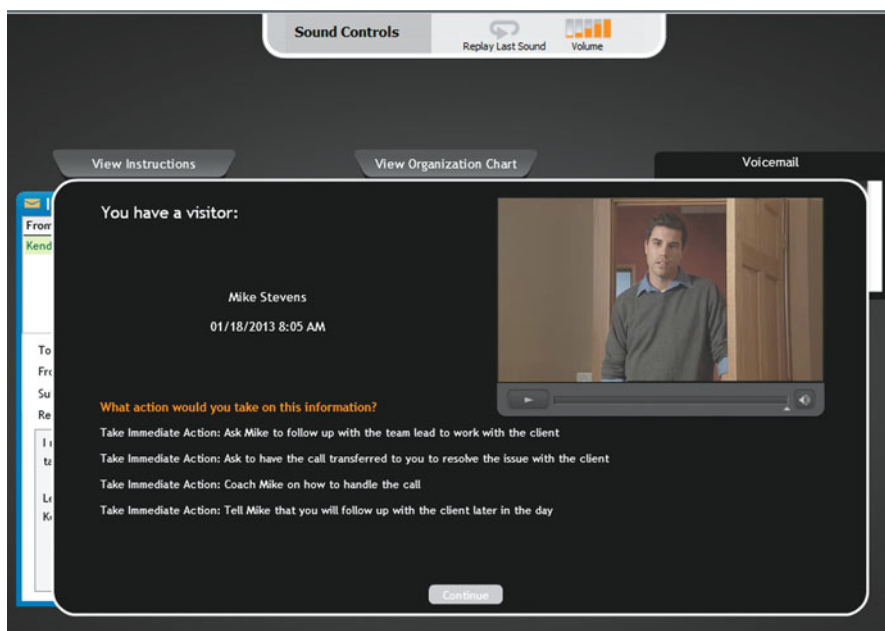 Sound Controls
Replay Last Sound
Volume
View Instructions
View Organization Chart
Voicemail
From
Kend
To
Su
Re
You have a visitor:
Mike Stevens
01/18/2013 8:05 AM
What action would you take on this information?
Take Immediate Action: Ask Mike to follow up with the team lead to work with the client
Take Immediate Action: Ask to have the call transferred to you to resolve the issue with the client
Take Immediate Action: Coach Mike on how to handle the call
Take Immediate Action: Tell Mike that you will follow up with the client later in the day
Continue